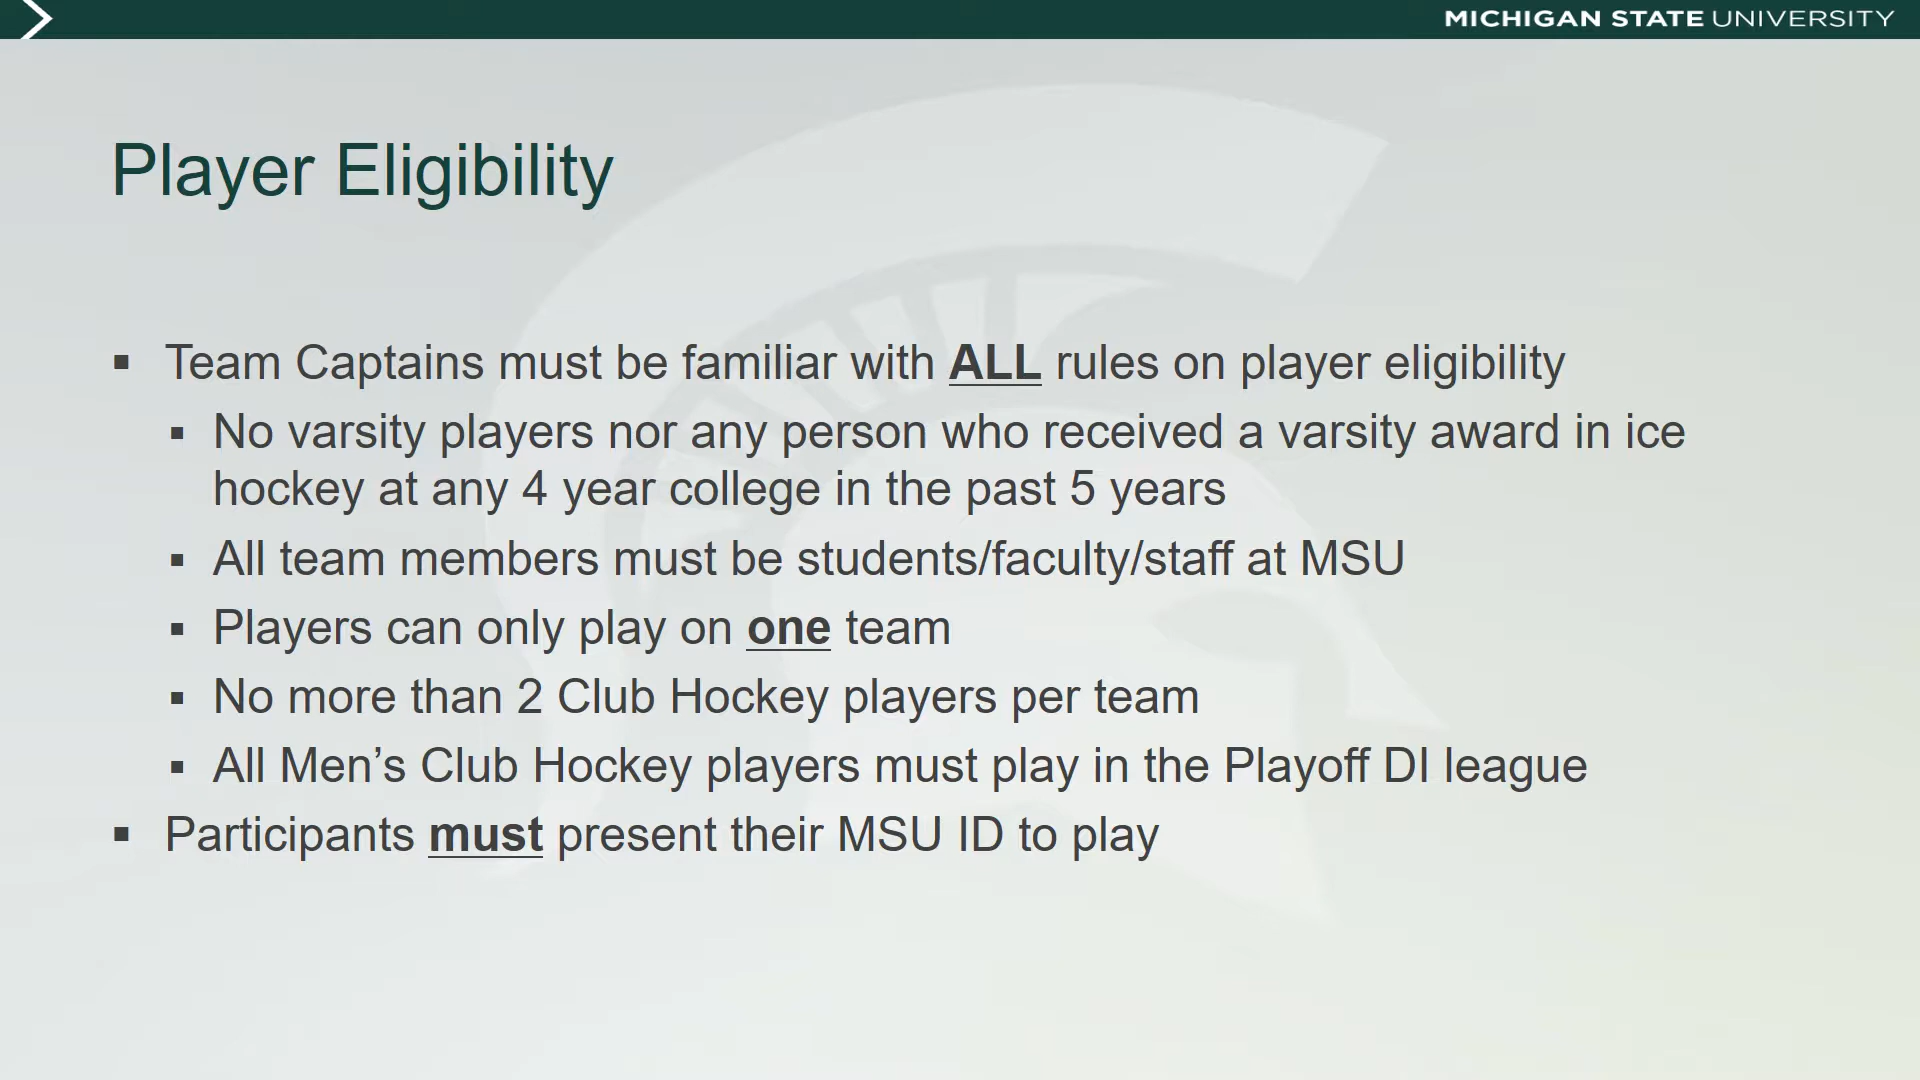 MICHIGAN STATE UNIVERSITY
Player Eligibility
▪ Team Captains must be familiar with ALL rules on player eligibility
▪ No varsity players nor any person who received a varsity award in ice
hockey at any 4 year college in the past 5 years
▪ All team members must be students/faculty/staff at MSU
▪ Players can only play on one team
▪ No more than 2 Club Hockey players per team
▪ All Men’s Club Hockey players must play in the Playoff DI league
▪ Participants must present their MSU ID to play